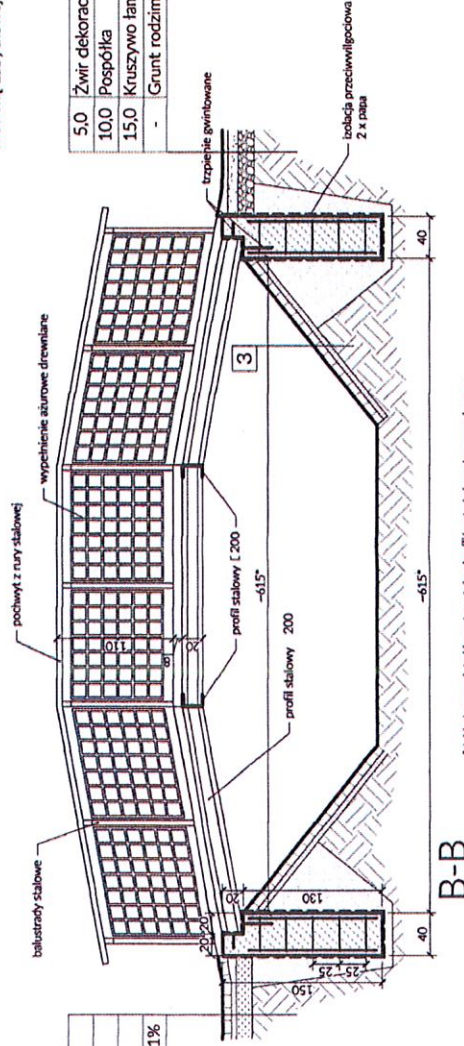 5,0 Żwir dekorac
10,0 Pospółka
15,0 Kruszywo łam
- Grunt rodzim
1%
pochwyt z rury stalowej
balustrady stalowe
wypełnienie ażurowe drewniane
trzpienie gwintowane
izolacja przeciwwilgociowa
2 x papa
110
8
20
profil stalowy [ 200
~615*
profil stalowy 200
3
20
20
20
130
150
25
25
40
~615*
40
B-B